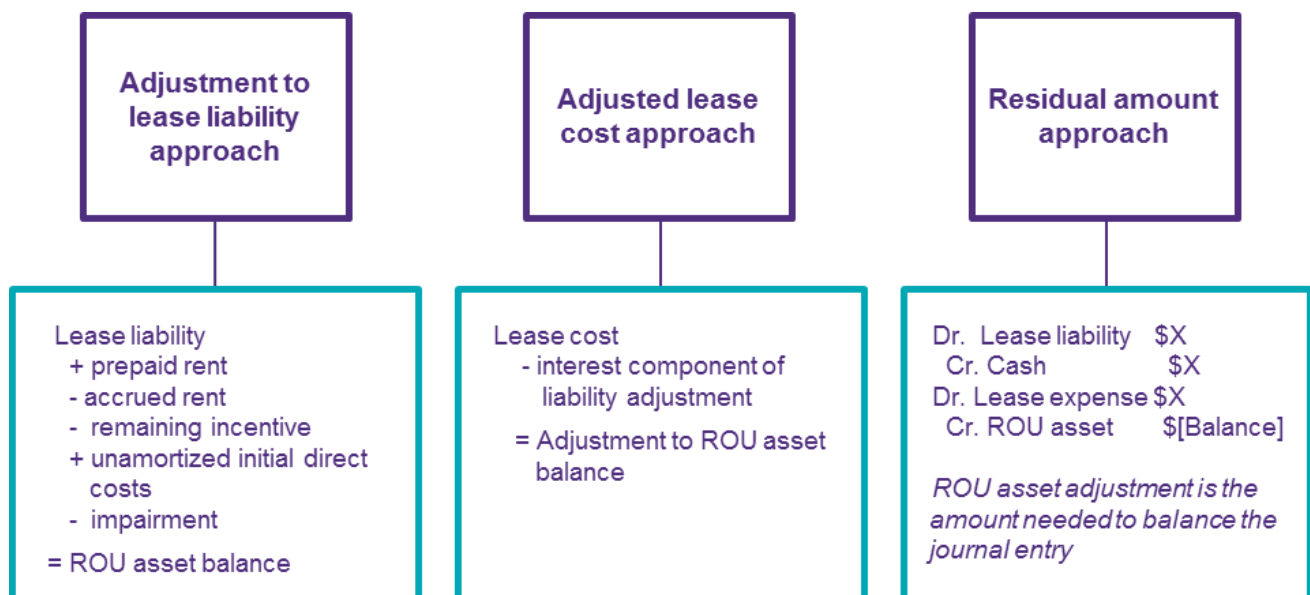 Adjustment to
lease liability
approach
Adjusted lease
cost approach
Residual amount
approach
Lease liability
+ prepaid rent
- accrued rent
- remaining incentive
+ unamortized initial direct
costs
- impairment
= ROU asset balance
Lease cost
- interest component of
liability adjustment
= Adjustment to ROU asset
balance
Dr. Lease liability $X
Cr. Cash $X
Dr. Lease expense $X
Cr. ROU asset $[Balance]
ROU asset adjustment is the
amount needed to balance the
journal entry